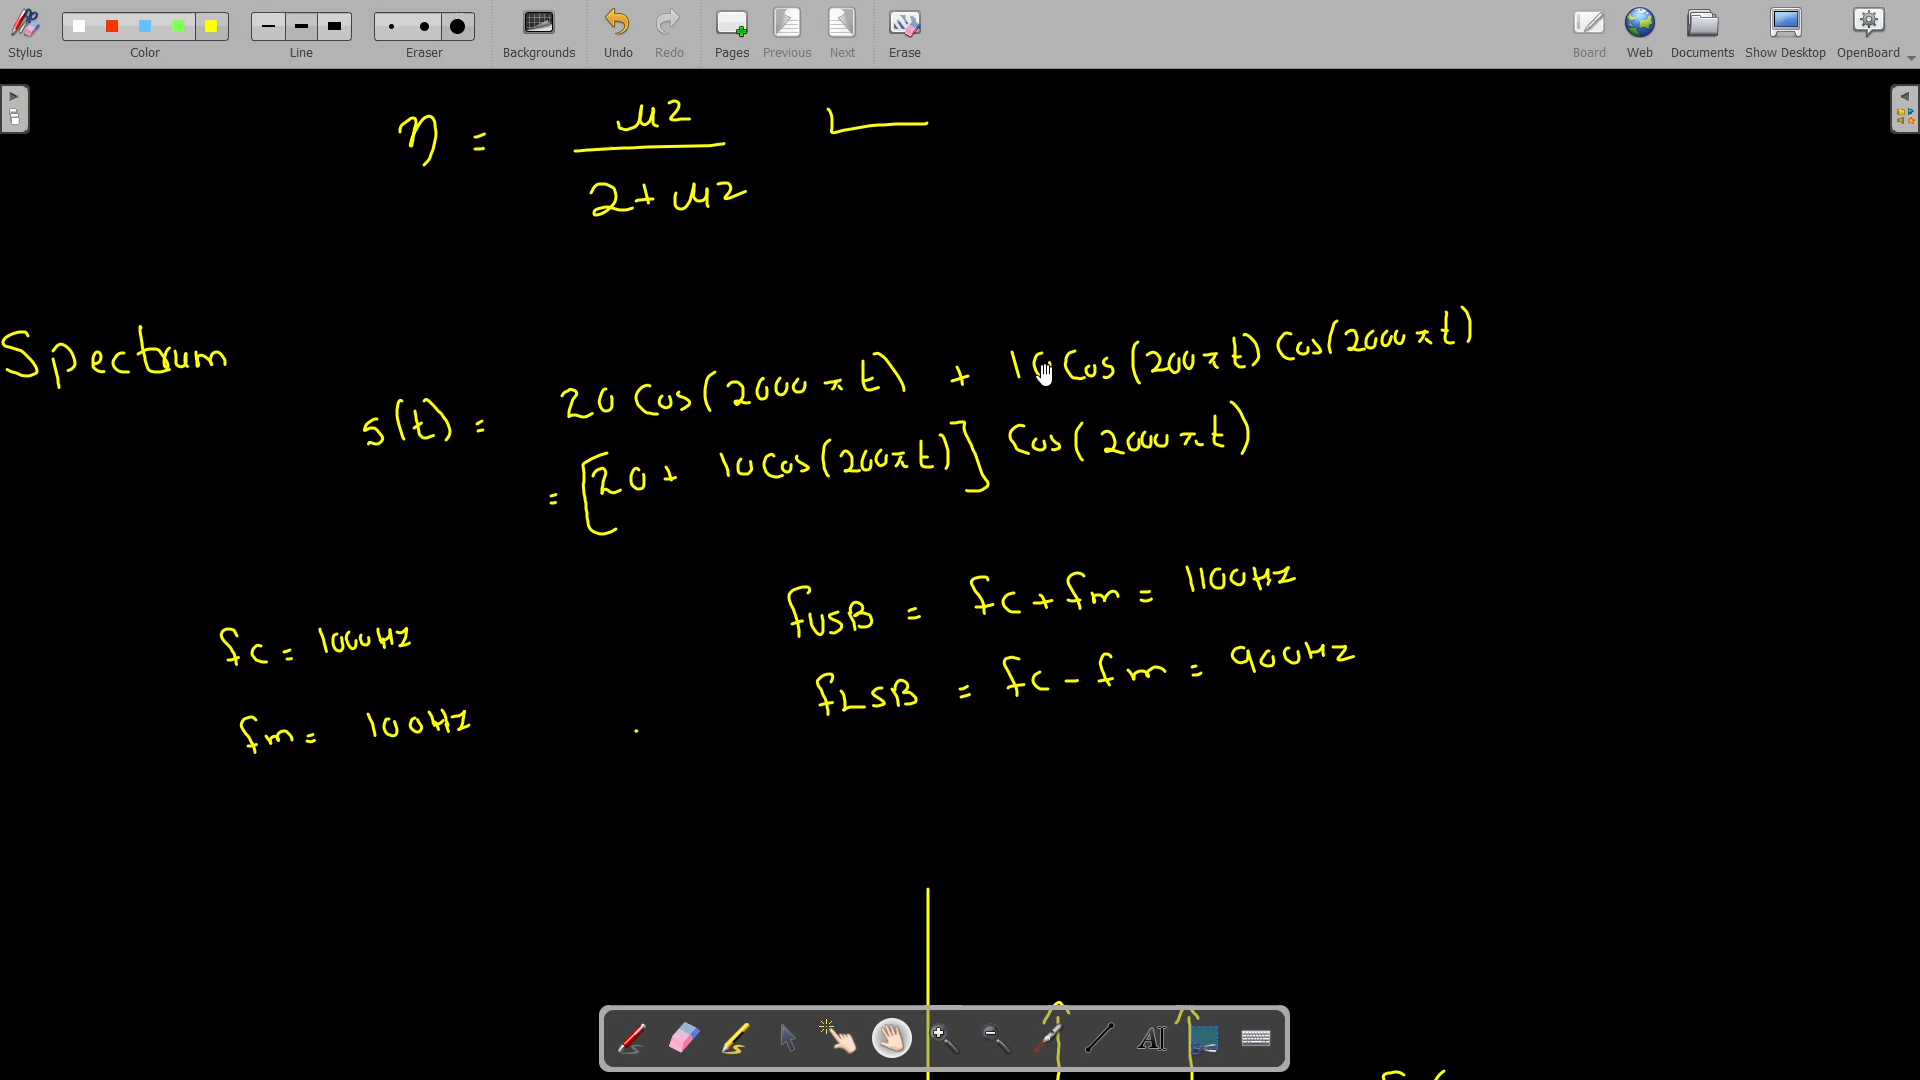 Stylus Color Line Eraser Backgrounds Undo Redo Pages Previous Next Erase Board Web Documents Show Desktop OpenBoard
η = μ2
2+ μ2
Spectrum
s(t) = 20 Cos(2000πt) + 10 Cos(200πt) Cos(2000πt)
= [20+ 10Cos(200πt)] Cos(2000πt)
fUSB = fc+fm = 1100Hz
fc = 1000Hz
fLSB = fc-fm = 900Hz
fm = 100Hz
AI